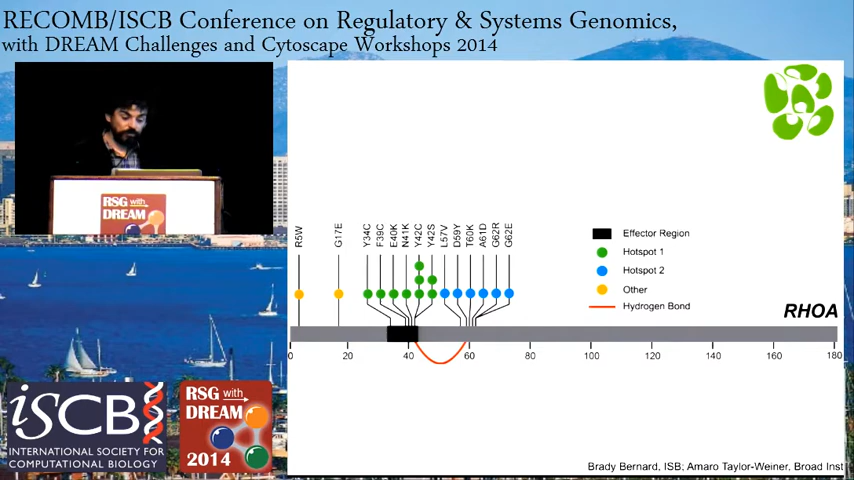 RECOMB/ISCB Conference on Regulatory & Systems Genomics,
with DREAM Challenges and Cytoscape Workshops 2014
RSG with
DREAM
R5W
G17E
Y34C
F39C
E40K
N41K
Y42C
Y42S
L57V
D59Y
T60K
A61D
G62R
G62E
Effector Region
Hotspot 1
Hotspot 2
Other
Hydrogen Bond
RHOA
0 20 40 60 80 100 120 140 160 181
iSCB
INTERNATIONAL SOCIETY FOR
COMPUTATIONAL BIOLOGY
RSG with
DREAM
2014
Brady Bernard, ISB; Amaro Taylor-Weiner, Broad Inst